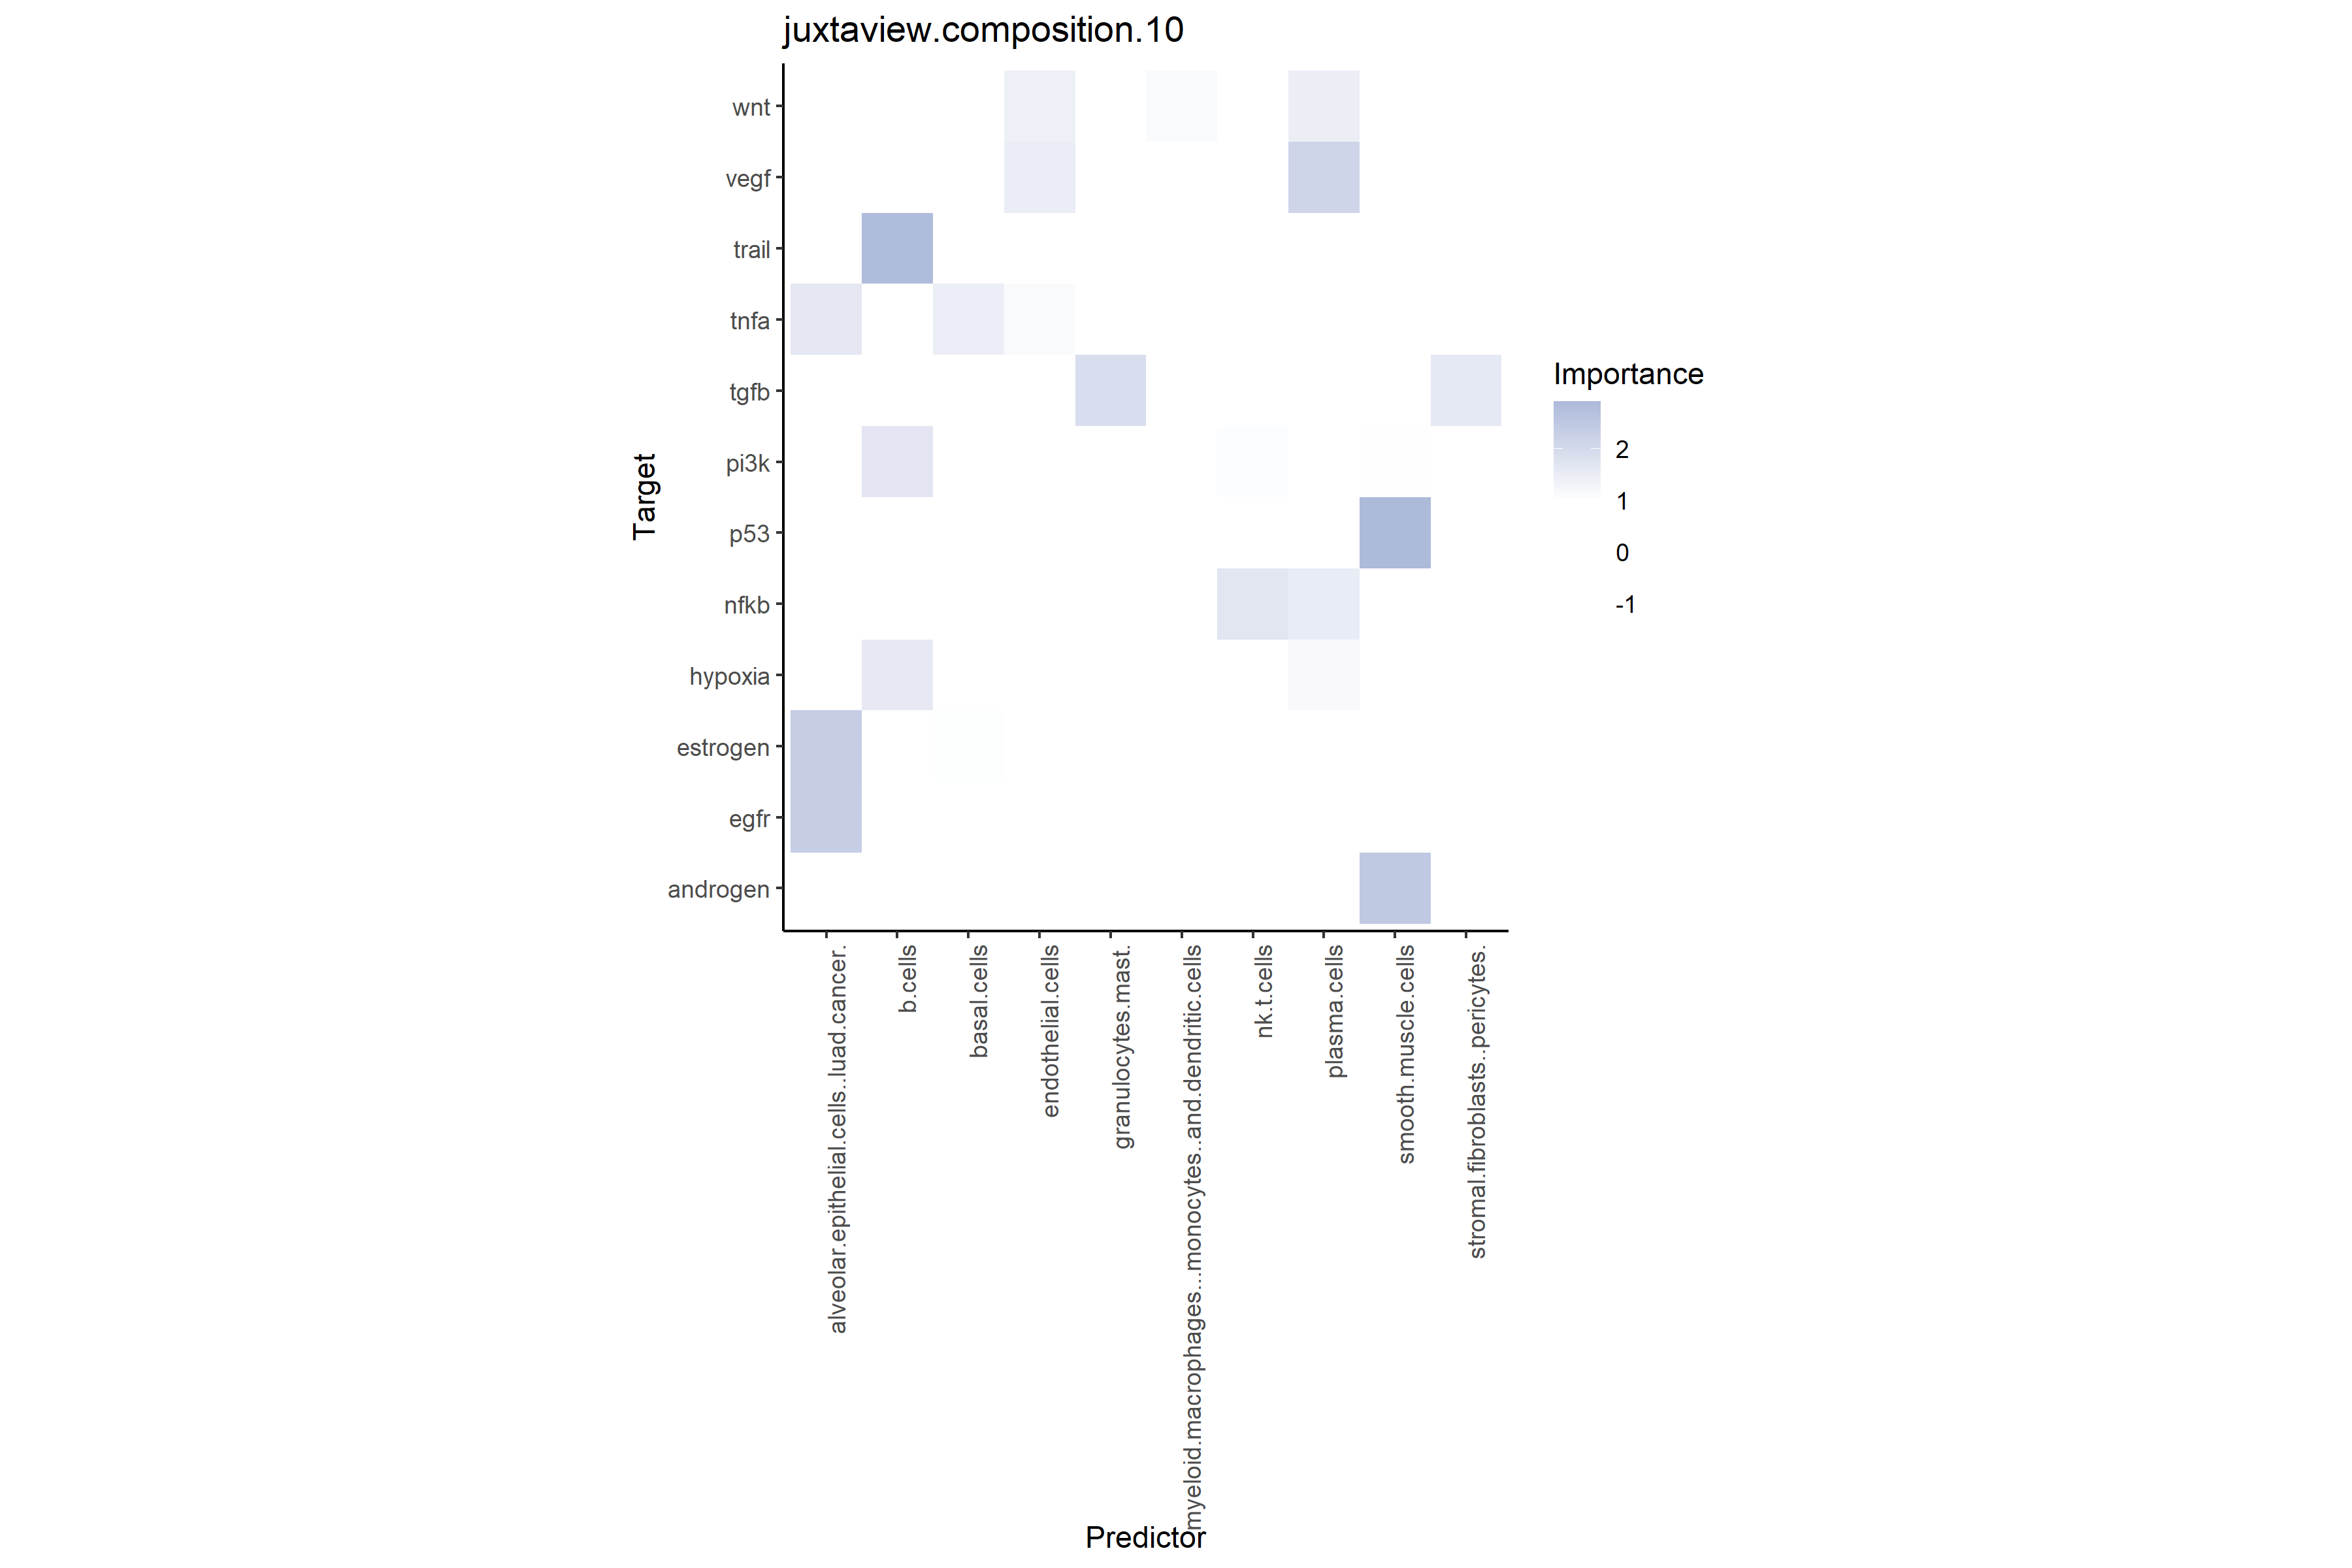 juxtaview.composition.10
Target
wnt
vegf
trail
tnfa
tgfb
pi3k
p53
nfkb
hypoxia
estrogen
egfr
androgen
alveolar.epithelial.cells..luad.cancer.
b.cells
basal.cells
endothelial.cells
granulocytes.mast.
myeloid.macrophages...monocytes..and.dendritic.cells
nk.t.cells
plasma.cells
smooth.muscle.cells
stromal.fibroblasts..pericytes.
Predictor
Importance
2
1
0
-1